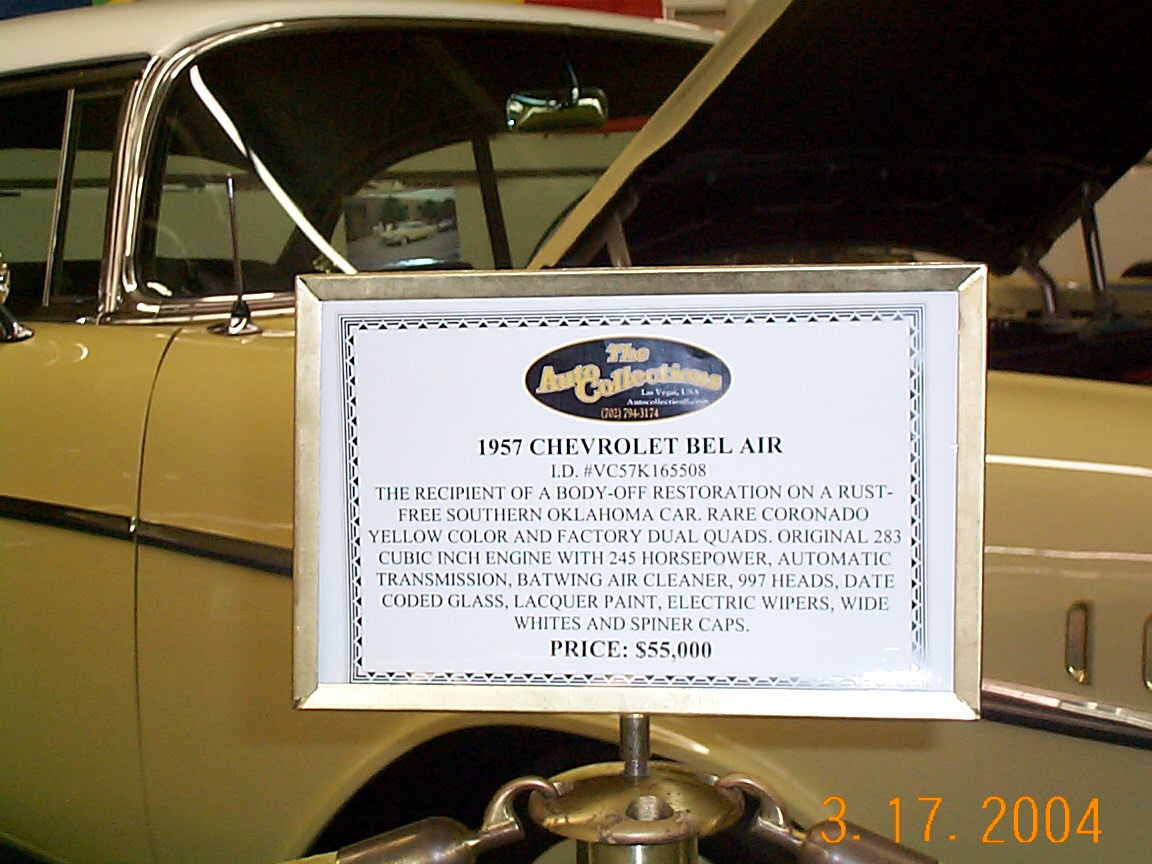 The
Auto Collections
Las Vegas, USA
Autocollections.com
(702) 794-3174
1957 CHEVROLET BEL AIR
I.D. #VC57K165508
THE RECIPIENT OF A BODY-OFF RESTORATION ON A RUST-
FREE SOUTHERN OKLAHOMA CAR. RARE CORONADO
YELLOW COLOR AND FACTORY DUAL QUADS. ORIGINAL 283
CUBIC INCH ENGINE WITH 245 HORSEPOWER, AUTOMATIC
TRANSMISSION, BATWING AIR CLEANER, 997 HEADS, DATE
CODED GLASS, LACQUER PAINT, ELECTRIC WIPERS, WIDE
WHITES AND SPINER CAPS.
PRICE: $55,000
3. 17. 2004